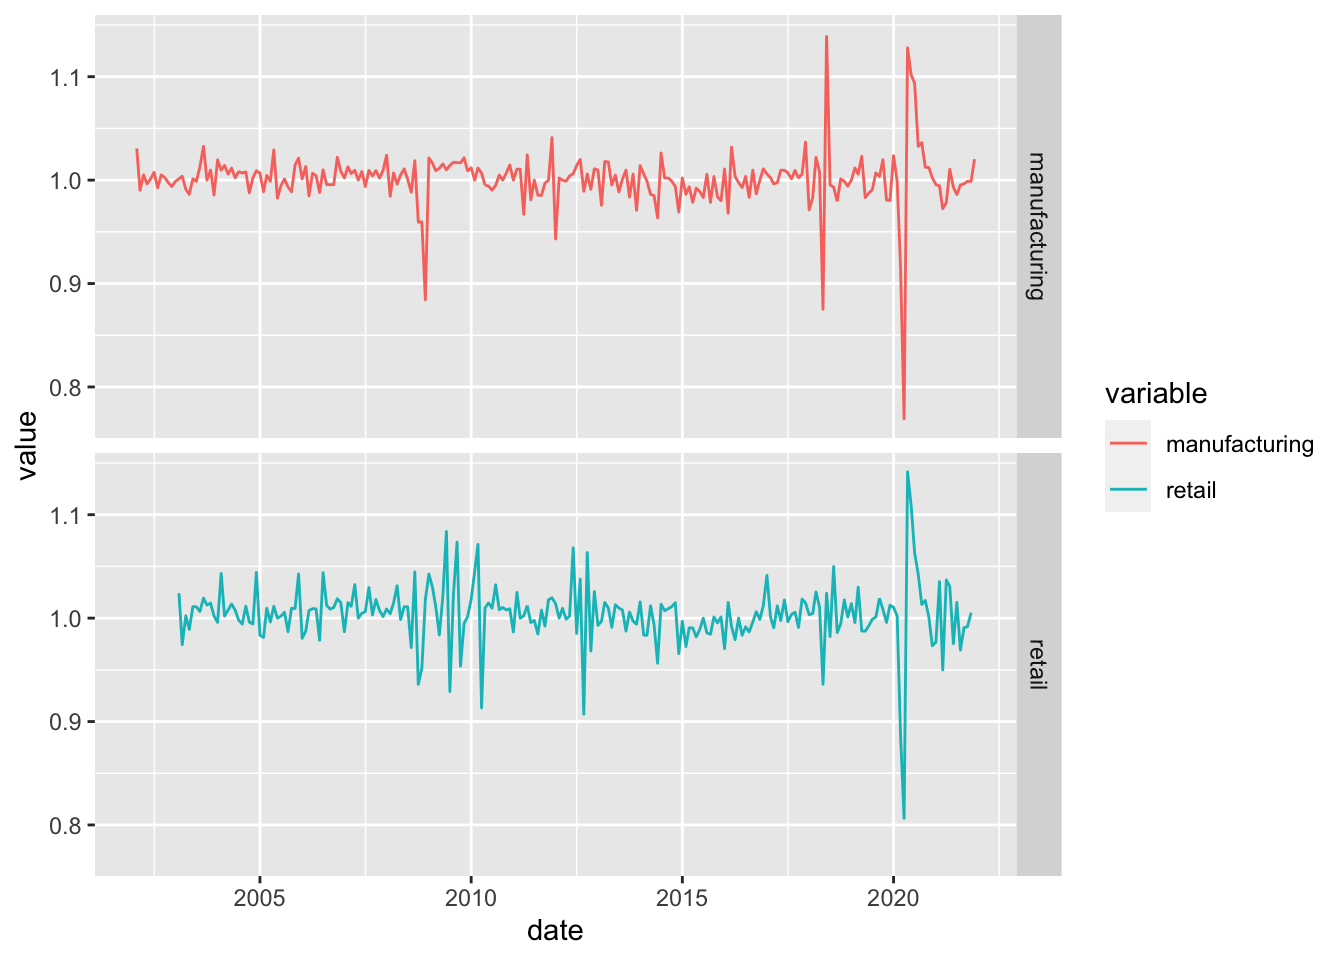 value
1.1
1.0
0.9
0.8
manufacturing
1.1
1.0
0.9
0.8
retail
2005
2010
2015
2020
date
variable
manufacturing
retail